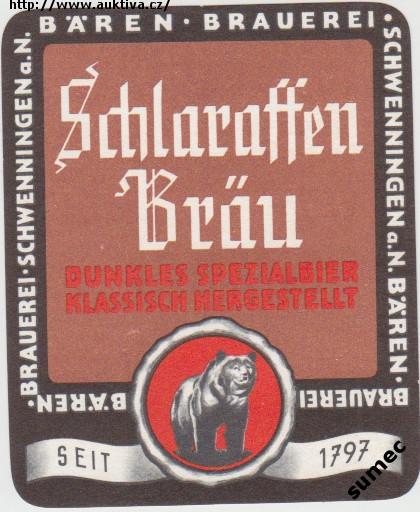 http://www.auktiva.cz/
BÄREN · BRAUEREI · SCHWENNINGEN a.N. BÄREN · BRAUEREI
BÄREN · BRAUEREI · SCHWENNINGEN a.N.
Schlaraffen
Bräu
DUNKLES SPEZIALBIER
KLASSISCH HERGESTELLT
SEIT 1797
sumec